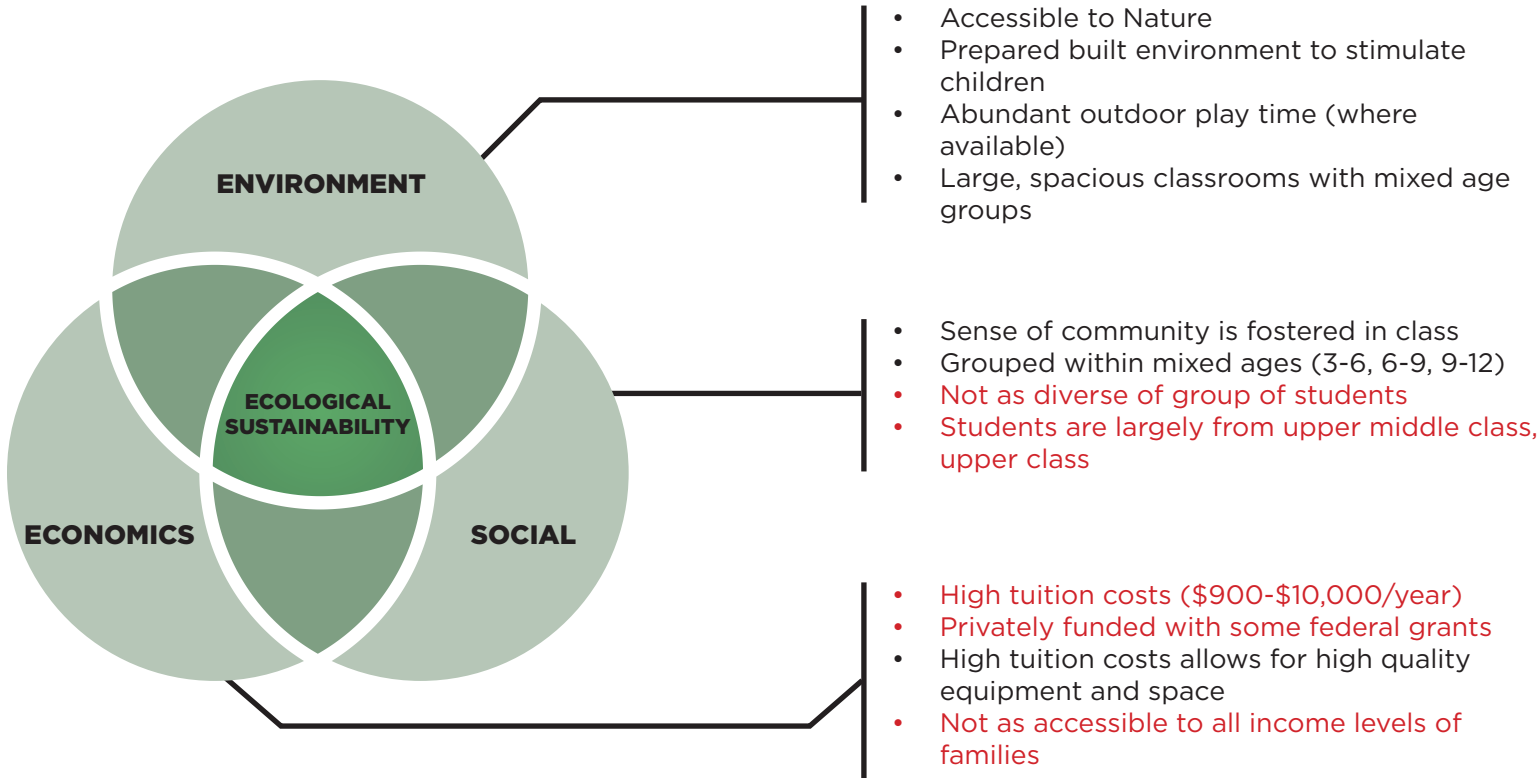 ENVIRONMENT
ECOLOGICAL
SUSTAINABILITY
ECONOMICS
SOCIAL
• Accessible to Nature
• Prepared built environment to stimulate
children
• Abundant outdoor play time (where
available)
• Large, spacious classrooms with mixed age
groups
• Sense of community is fostered in class
• Grouped within mixed ages (3-6, 6-9, 9-12)
• Not as diverse of group of students
• Students are largely from upper middle class,
upper class
• High tuition costs ($900-$10,000/year)
• Privately funded with some federal grants
• High tuition costs allows for high quality
equipment and space
• Not as accessible to all income levels of
families